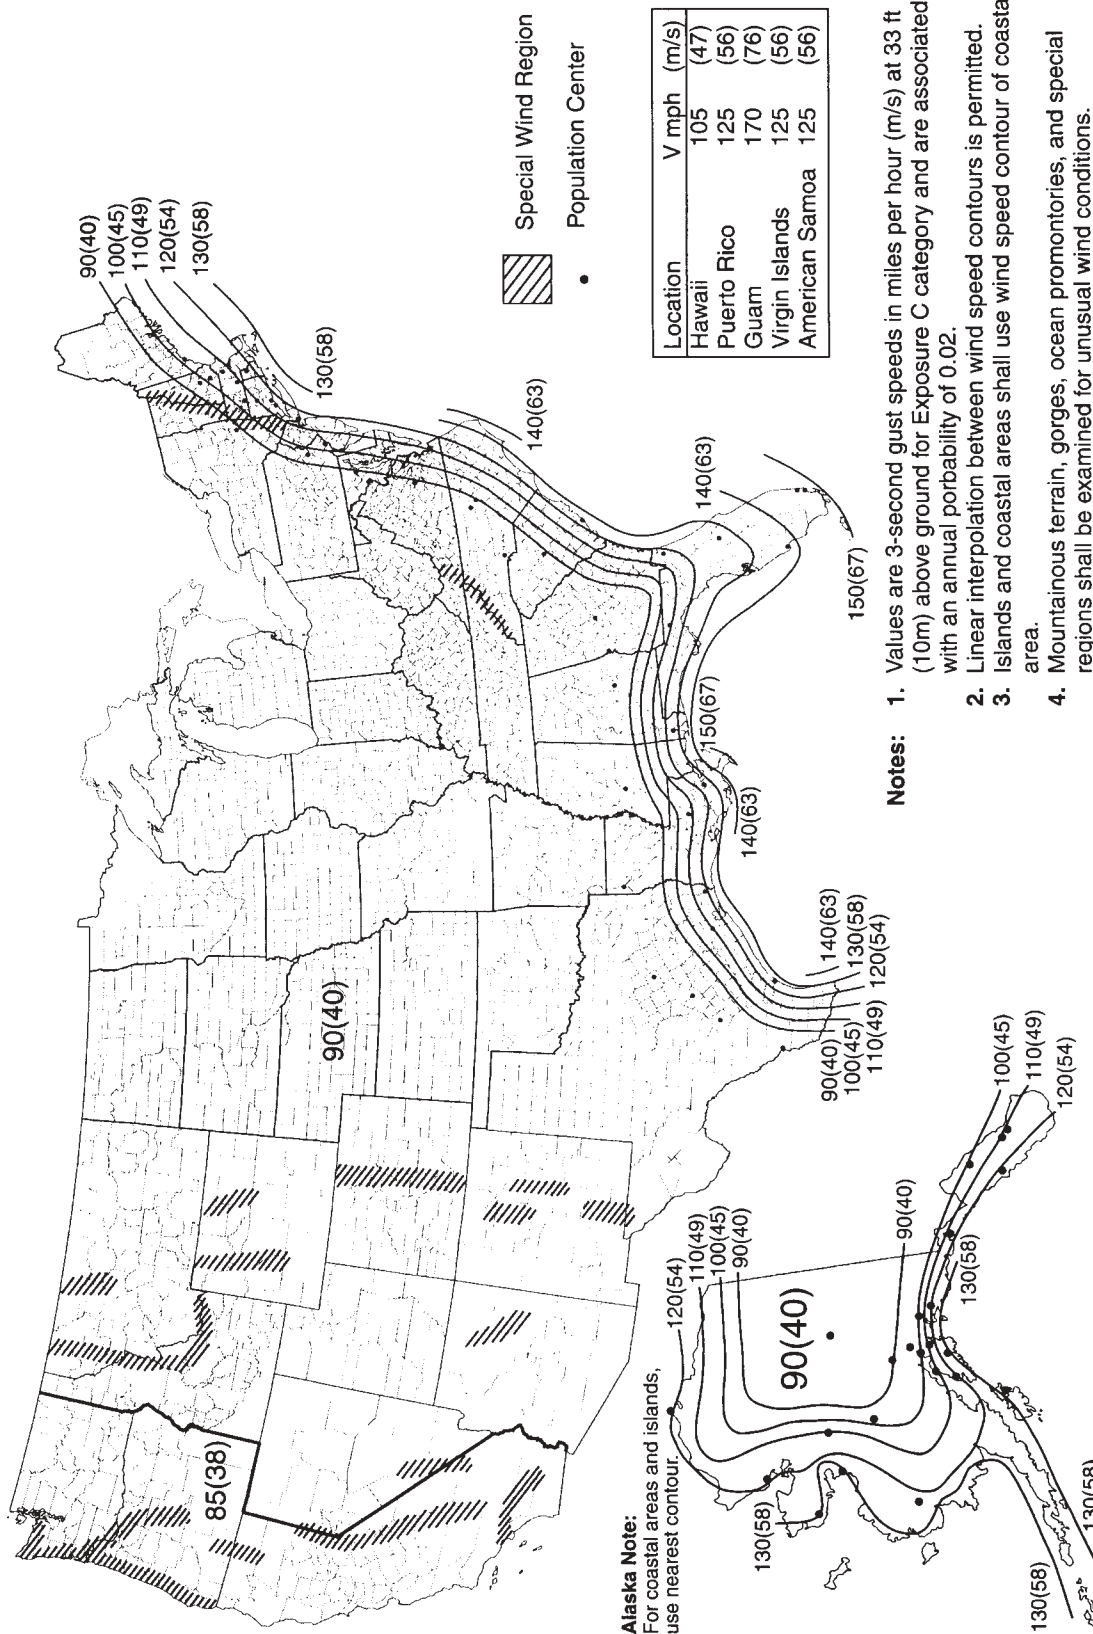 90(40)
100(45)
110(49)
120(54)
130(58)
130(58)
140(63)
140(63)
150(67)
150(67)
140(63)
140(63)
130(58)
120(54)
90(40)
100(45)
110(49)
90(40)
85(38)
Special Wind Region
Population Center
Location V mph (m/s)
Hawaii 105 (47)
Puerto Rico 125 (56)
Guam 170 (76)
Virgin Islands 125 (56)
American Samoa 125 (56)
Notes:
1. Values are 3-second gust speeds in miles per hour (m/s) at 33 ft
(10m) above ground for Exposure C category and are associated
with an annual porbability of 0.02.
2. Linear interpolation between wind speed contours is permitted.
3. Islands and coastal areas shall use wind speed contour of coasta
area.
4. Mountainous terrain, gorges, ocean promontories, and special
regions shall be examined for unusual wind conditions.
Alaska Note:
For coastal areas and islands,
use nearest contour.
120(54)
110(49)
100(45)
90(40)
90(40)
90(40)
100(45)
110(49)
120(54)
130(58)
130(58)
130(58)
130(58)